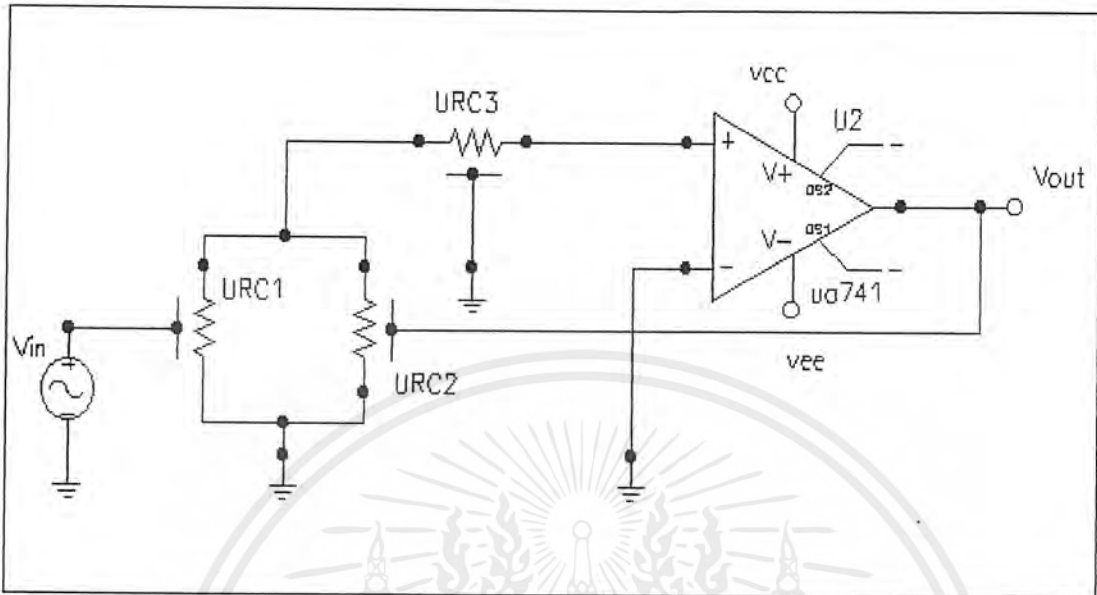 vcc
URC3
U2
+
V+
os2
Vout
os1
V-
-
ua741
URC1
Vin
+
URC2
vee